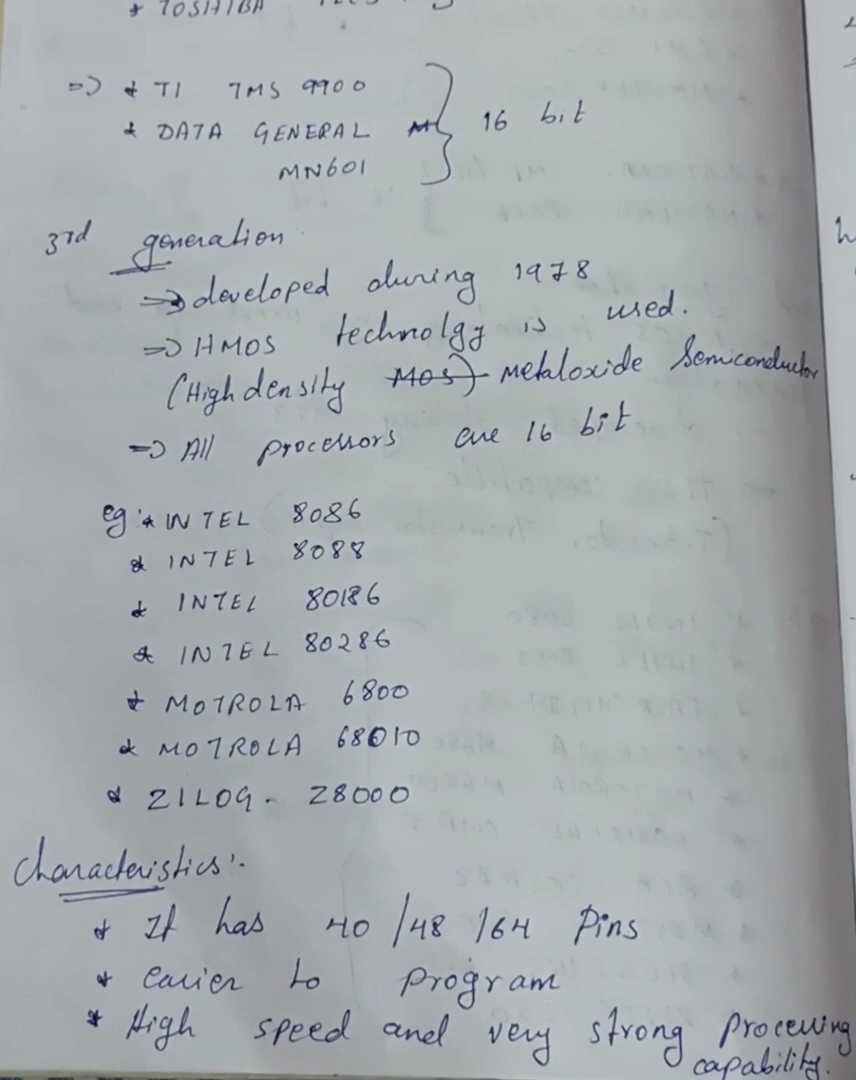 * TOSHIBA
=> * TI TMS 9900
* DATA GENERAL
MN601
16 bit
3rd generation
=> developed during 1978
=> HMOS technolgy is used.
(High density MOS) metaloxide Semiconductor
=> All processors are 16 bit
eg:* INTEL 8086
* INTEL 8088
* INTEL 80186
* INTEL 80286
* MOTROLA 6800
* MOTROLA 68010
* ZILOG. Z8000
Characteristics:-
* It has 40/48/64 Pins
* easier to program
* High speed and very strong processing
capability.